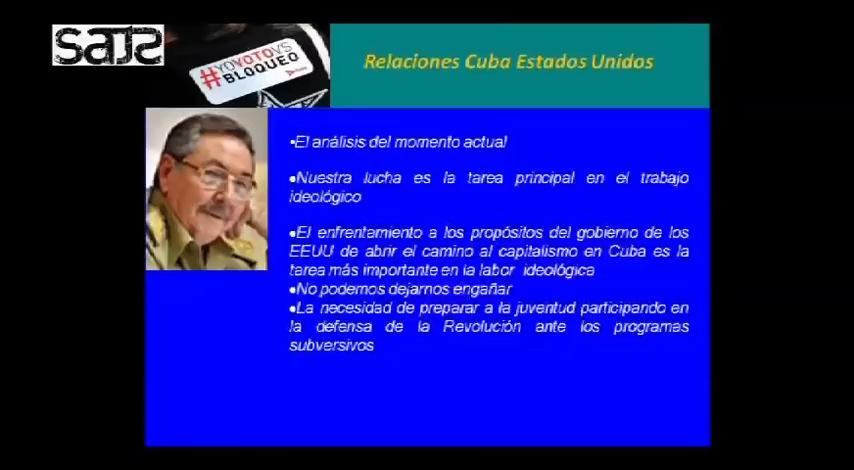 SATS
#YOVOTOVS
BLOQUEO
Relaciones Cuba Estados Unidos
•El análisis del momento actual
•Nuestra lucha es la tarea principal en el trabajo
ideológico
•El enfrentamiento a los propósitos del gobierno de los
EEUU de abrir el camino al capitalismo en Cuba es la
tarea más importante en la labor ideológica
•No podemos dejarnos engañar
•La necesidad de preparar a la juventud participando en
la defensa de la Revolución ante los programas
subversivos